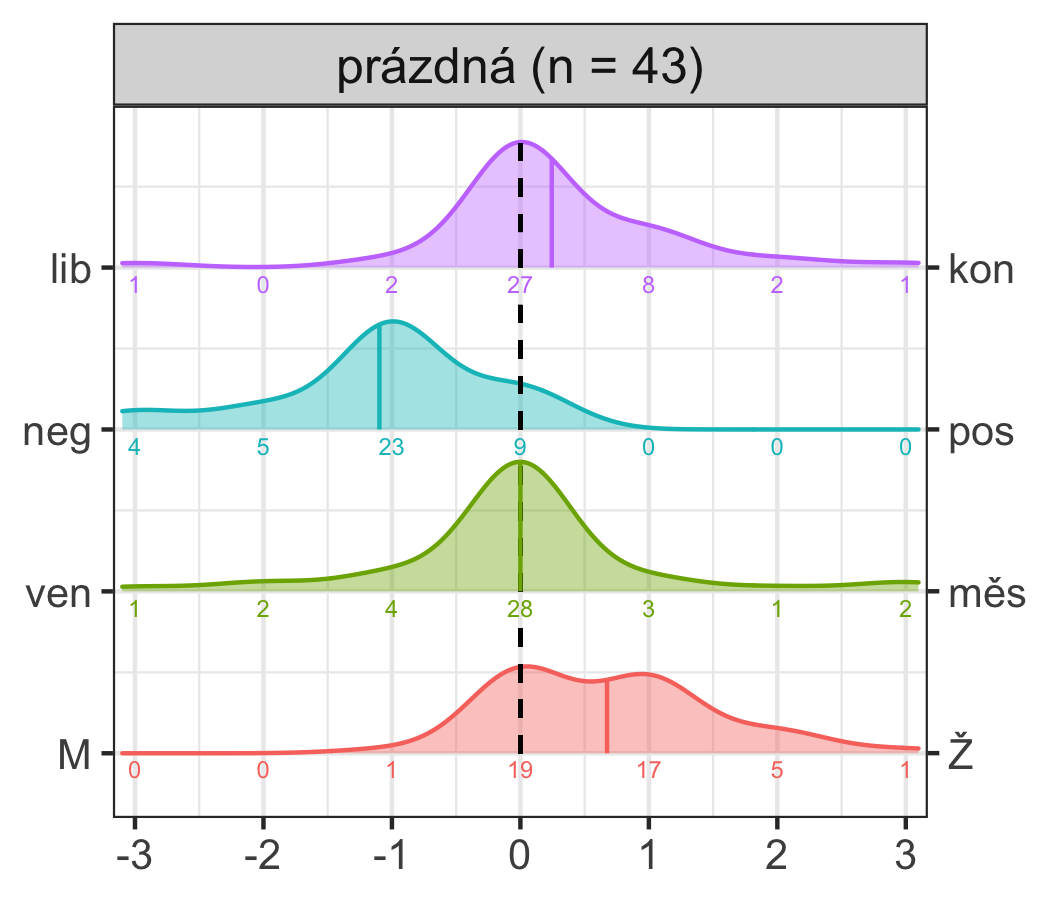 prázdná (n = 43)
lib kon
1 0 2 27 8 2 1
neg pos
4 5 23 9 0 0 0
ven měs
1 2 4 28 3 1 2
M Ž
0 0 1 19 17 5 1
-3 -2 -1 0 1 2 3